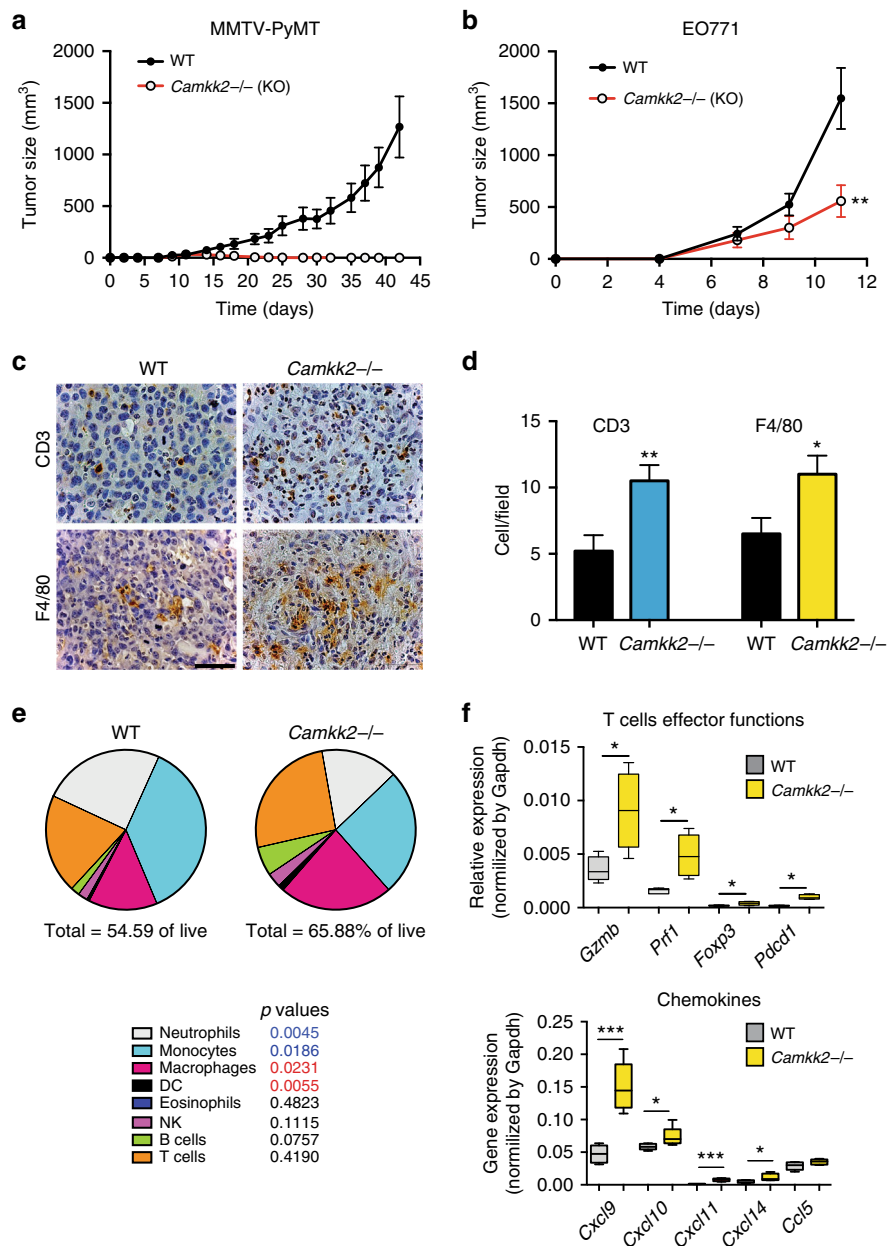 a
MMTV-PyMT
WT
Camkk2–/– (KO)
Tumor size (mm3)
2000
1500
1000
500
0
0 5 10 15 20 25 30 35 40 45
Time (days)
b
EO771
WT
Camkk2–/– (KO)
Tumor size (mm3)
2000
1500
1000
500
0
**
0 2 4 6 8 10 12
Time (days)
c
WT Camkk2–/–
CD3
F4/80
d
CD3 F4/80
** *
Cell/field
15
10
5
0
WT Camkk2–/– WT Camkk2–/–
e
WT Camkk2–/–
Total = 54.59 of live Total = 65.88% of live
p values
Neutrophils 0.0045
Monocytes 0.0186
Macrophages 0.0231
DC 0.0055
Eosinophils 0.4823
NK 0.1115
B cells 0.0757
T cells 0.4190
f
T cells effector functions
WT
Camkk2–/–
Relative expression
(normilized by Gapdh)
0.015
0.010
0.005
0.000
* * * *
Gzmb Prf1 Foxp3 Pdcd1
Chemokines
WT
Camkk2–/–
Gene expression
(normilized by Gapdh)
0.25
0.20
0.15
0.10
0.05
0.00
*** * *** *
Cxcl9 Cxcl10 Cxcl11 Cxcl14 Ccl5